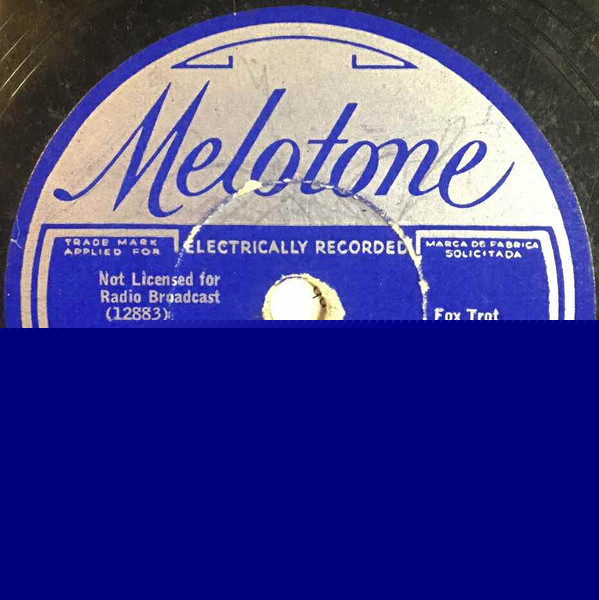 Melotone
TRADE MARK
APPLIED FOR
ELECTRICALLY RECORDED
MARCA DE FABRICA
SOLICITADA
Not Licensed for
Radio Broadcast
(12883)
Fox Trot